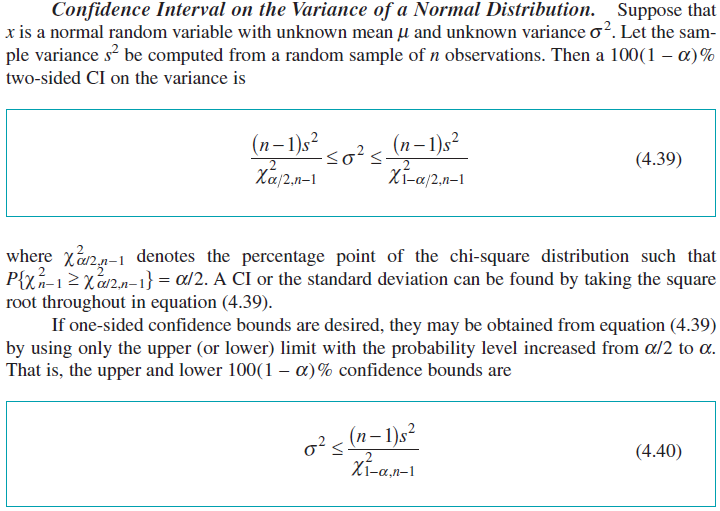 Confidence Interval on the Variance of a Normal Distribution. Suppose that
x is a normal random variable with unknown mean μ and unknown variance σ². Let the sam-
ple variance s² be computed from a random sample of n observations. Then a 100(1 − α)%
two-sided CI on the variance is
(n − 1)s² / χ²α/2,n−1 ≤ σ² ≤ (n − 1)s² / χ²1−α/2,n−1 (4.39)
where χ²α/2,n−1 denotes the percentage point of the chi-square distribution such that
P{χ²n−1 ≥ χ²α/2,n−1} = α/2. A CI or the standard deviation can be found by taking the square
root throughout in equation (4.39).
If one-sided confidence bounds are desired, they may be obtained from equation (4.39)
by using only the upper (or lower) limit with the probability level increased from α/2 to α.
That is, the upper and lower 100(1 − α)% confidence bounds are
σ² ≤ (n − 1)s² / χ²1−α,n−1 (4.40)